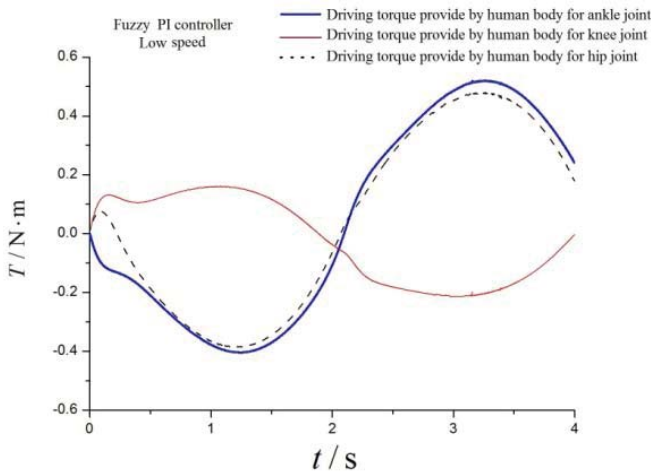 Fuzzy PI controller
Low speed
Driving torque provide by human body for ankle joint
Driving torque provide by human body for knee joint
Driving torque provide by human body for hip joint
T / N·m
0.6
0.4
0.2
0.0
-0.2
-0.4
-0.6
0
1
2
3
4
t / s